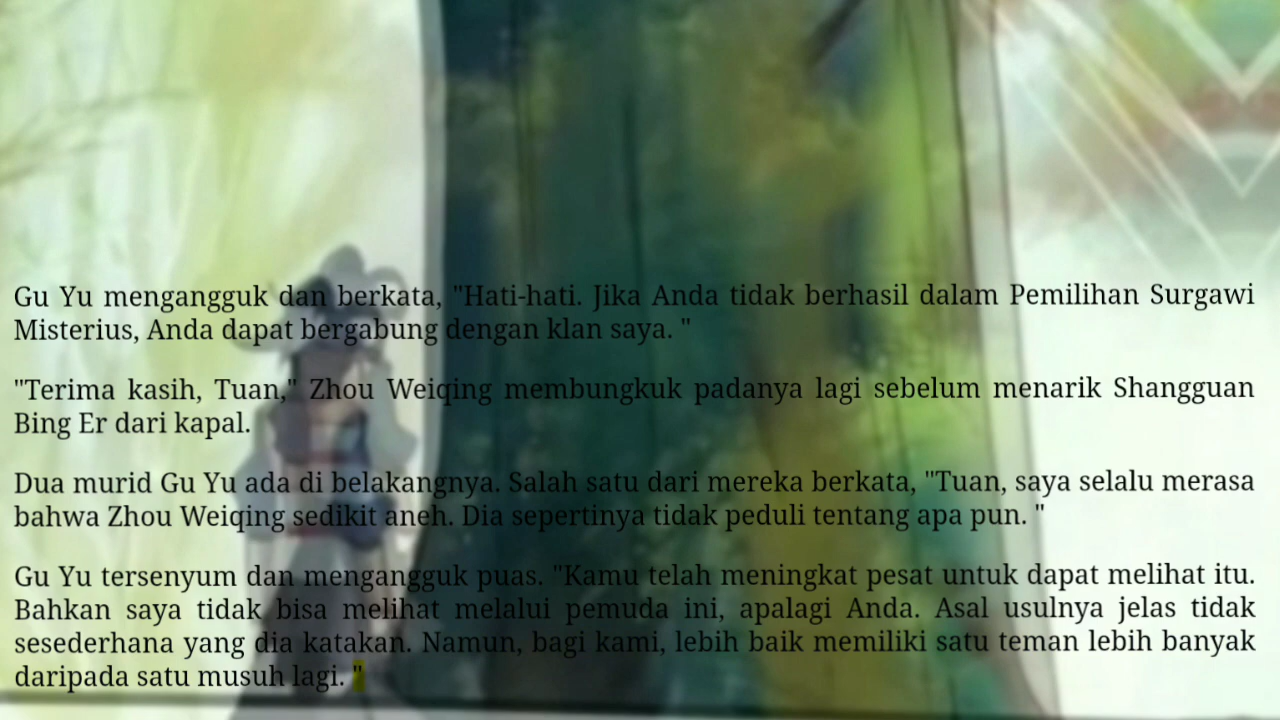 Gu Yu mengangguk dan berkata, "Hati-hati. Jika Anda tidak berhasil dalam Pemilihan Surgawi
Misterius, Anda dapat bergabung dengan klan saya. "
"Terima kasih, Tuan," Zhou Weiqing membungkuk padanya lagi sebelum menarik Shangguan
Bing Er dari kapal.
Dua murid Gu Yu ada di belakangnya. Salah satu dari mereka berkata, "Tuan, saya selalu merasa
bahwa Zhou Weiqing sedikit aneh. Dia sepertinya tidak peduli tentang apa pun. "
Gu Yu tersenyum dan mengangguk puas. "Kamu telah meningkat pesat untuk dapat melihat itu.
Bahkan saya tidak bisa melihat melalui pemuda ini, apalagi Anda. Asal usulnya jelas tidak
sesederhana yang dia katakan. Namun, bagi kami, lebih baik memiliki satu teman lebih banyak
daripada satu musuh lagi. "